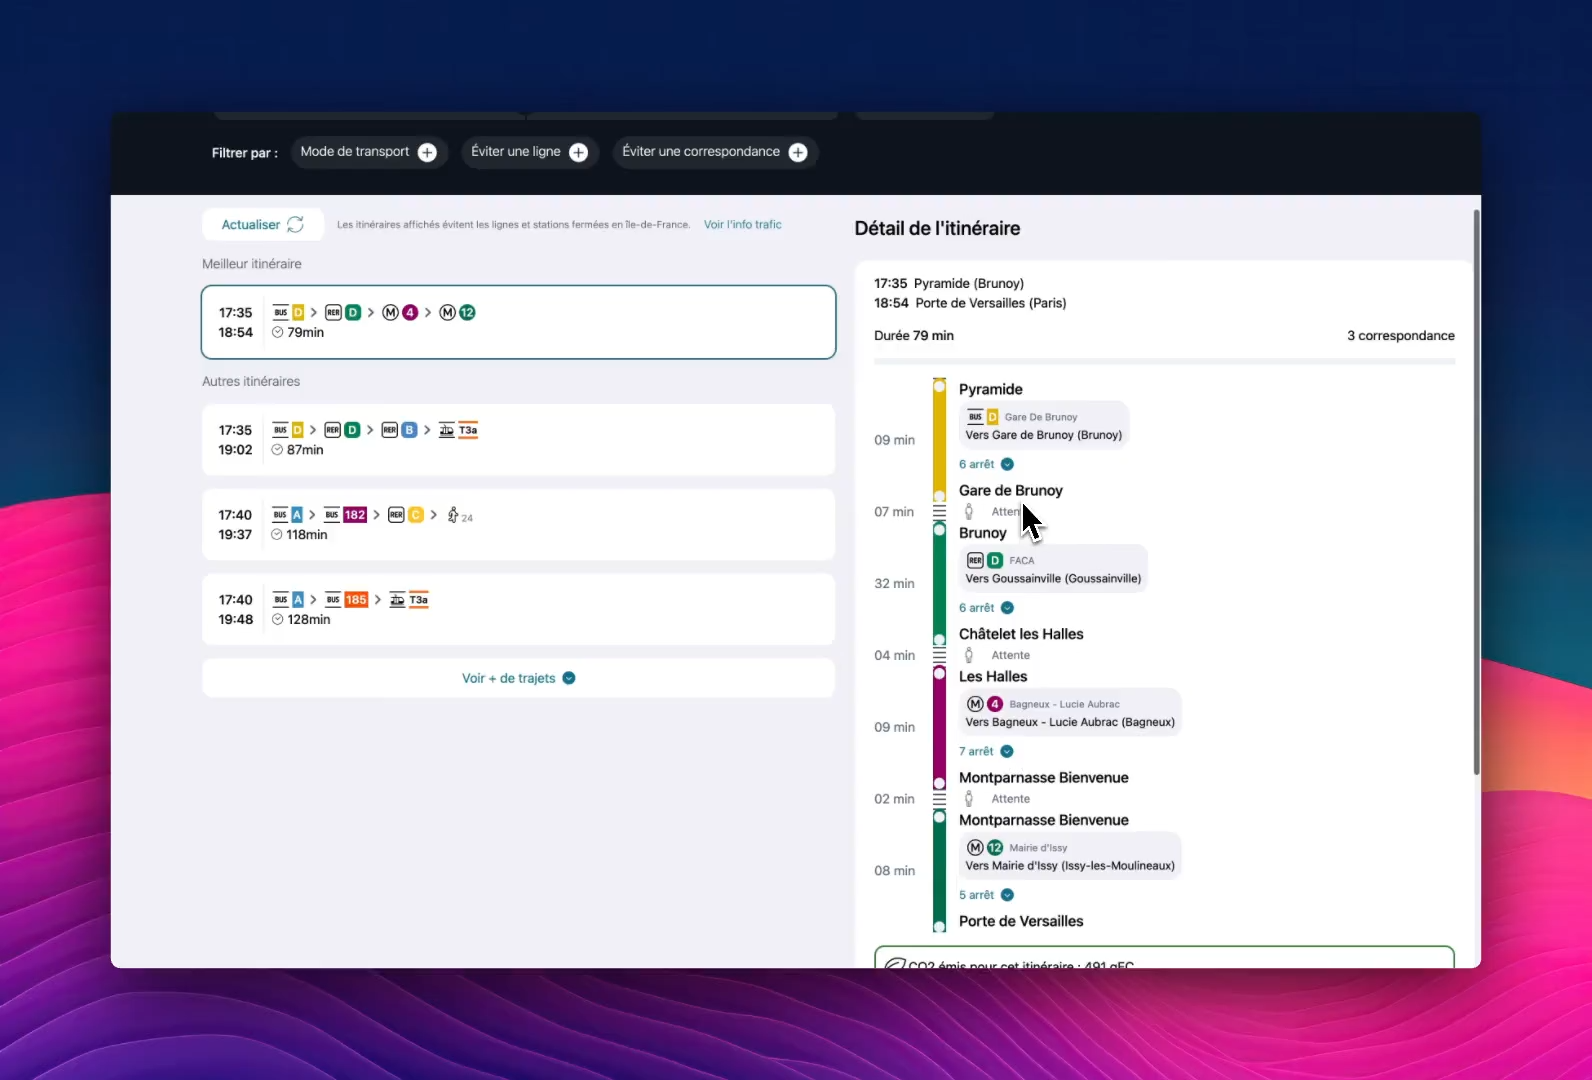 Filtrer par :
Mode de transport
Éviter une ligne
Éviter une correspondance
Actualiser
Les itinéraires affichés évitent les lignes et stations fermées en Île-de-France.
Voir l'info trafic
Meilleur itinéraire
17:35 BUS D > RER D > M 4 > M 12
18:54 79min
Autres itinéraires
17:35 BUS D > RER D > RER B > T3a
19:02 87min
17:40 BUS A > BUS 182 > RER C > 24
19:37 118min
17:40 BUS A > BUS 185 > T3a
19:48 128min
Voir + de trajets
Détail de l'itinéraire
17:35 Pyramide (Brunoy)
18:54 Porte de Versailles (Paris)
Durée 79 min
3 correspondance
Pyramide
BUS D Gare De Brunoy
09 min
Vers Gare de Brunoy (Brunoy)
6 arrêt
Gare de Brunoy
07 min
Brunoy
RER D FACA
32 min
Vers Goussainville (Goussainville)
6 arrêt
Châtelet les Halles
04 min Attente
Les Halles
M 4 Bagneux - Lucie Aubrac
09 min
Vers Bagneux - Lucie Aubrac (Bagneux)
7 arrêt
Montparnasse Bienvenue
02 min Attente
Montparnasse Bienvenue
M 12 Mairie d'Issy
08 min
Vers Mairie d'Issy (Issy-les-Moulineaux)
5 arrêt
Porte de Versailles
CO2 émis pour cet itinéraire : 491 gEC